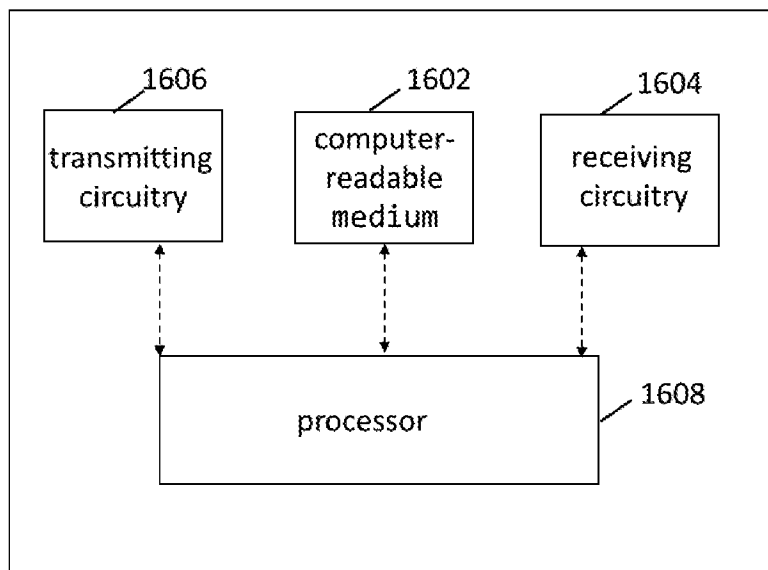 1606
1602
1604
transmitting
circuitry
computer-
readable
medium
receiving
circuitry
processor
1608